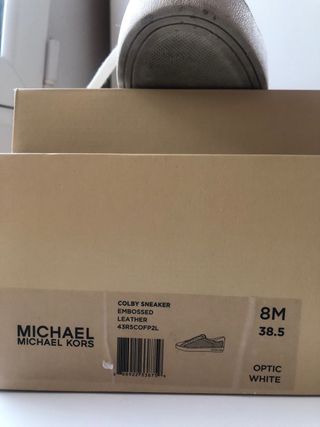 COLBY SNEAKER
EMBOSSED
LEATHER
43R5COFP2L
8M
38.5
MICHAEL
MICHAEL KORS
OPTIC
WHITE